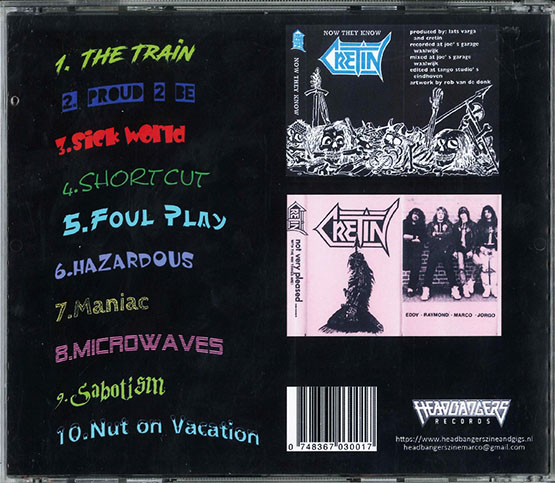 1. THE TRAIN
2. PROUD 2 BE
3.SICK WORLD
4.SHORTCUT
5.FOUL PLAY
6.HAZARDOUS
7.Maniac
8.MICROWAVES
9.Sabotism
10.Nut on Vacation
NOW THEY KNOW
CRETIN
NOW THEY KNOW
produced by: lats varga
and cretin
recorded at joe's garage
waalwijk
mixed at joe's garage
waalwijk
edited at tango studio's
eindhoven
artwork by rob van de donk
CRETIN
not very pleased
CRETIN
EDDY - RAYMOND - MARCO - JORGO
0 748367 030017
HEADBANGERS
RECORDS
https://www.headbangerszineandgigs.nl
headbangerszinemarco@gmail.com